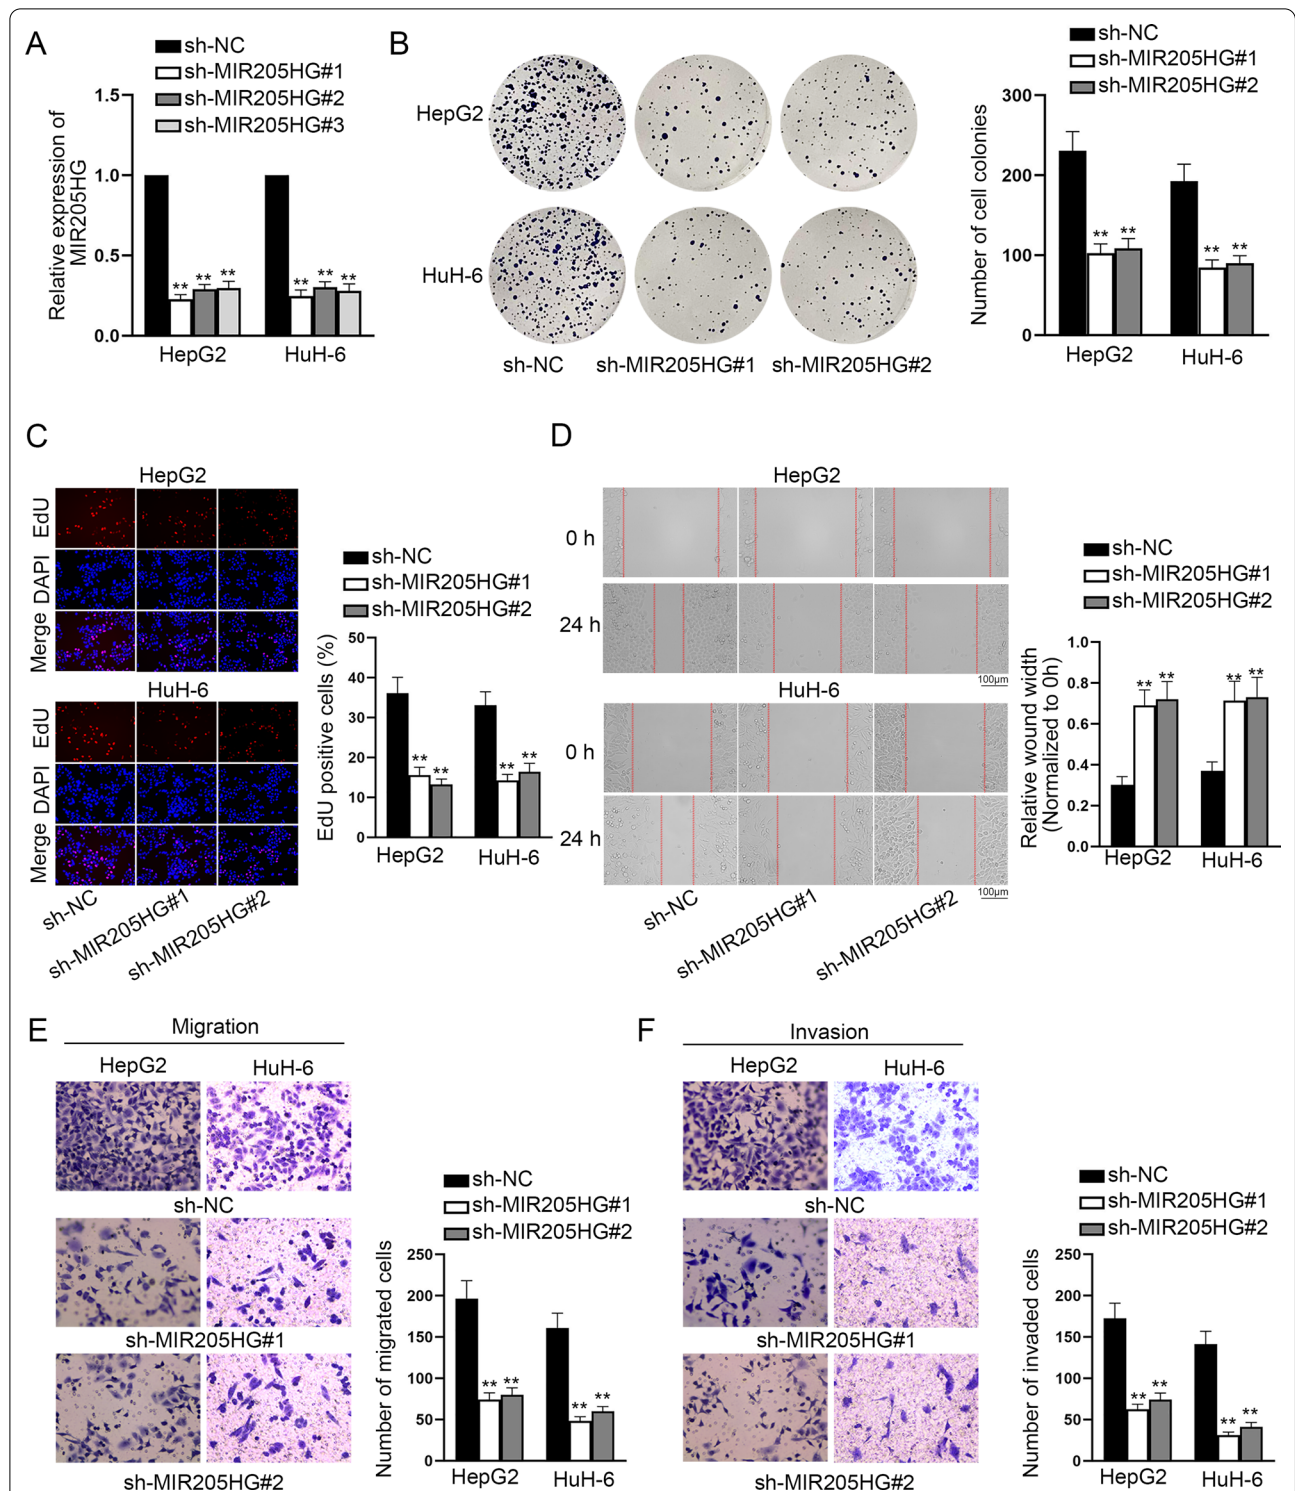 A
sh-NC
sh-MIR205HG#1
sh-MIR205HG#2
sh-MIR205HG#3
Relative expression of
MIR205HG
1.5
1.0
0.5
0.0
** ** **
** ** **
HepG2
HuH-6
B
HepG2
HuH-6
sh-NC
sh-MIR205HG#1
sh-MIR205HG#2
sh-NC
sh-MIR205HG#1
sh-MIR205HG#2
Number of cell colonies
300
200
100
0
** **
** **
HepG2
HuH-6
C
HepG2
EdU
DAPI
Merge
HuH-6
EdU
DAPI
Merge
sh-NC
sh-MIR205HG#1
sh-MIR205HG#2
sh-NC
sh-MIR205HG#1
sh-MIR205HG#2
EdU positive cells (%)
50
40
30
20
10
0
** **
** **
HepG2
HuH-6
D
HepG2
0 h
24 h
100μm
HuH-6
0 h
24 h
100μm
sh-NC
sh-MIR205HG#1
sh-MIR205HG#2
sh-NC
sh-MIR205HG#1
sh-MIR205HG#2
Relative wound width
(Normalized to 0h)
1.0
0.8
0.6
0.4
0.2
0.0
** **
** **
HepG2
HuH-6
E
Migration
HepG2
HuH-6
sh-NC
sh-MIR205HG#1
sh-MIR205HG#2
sh-NC
sh-MIR205HG#1
sh-MIR205HG#2
Number of migrated cells
250
200
150
100
50
0
** **
** **
HepG2
HuH-6
F
Invasion
HepG2
HuH-6
sh-NC
sh-MIR205HG#1
sh-MIR205HG#2
sh-NC
sh-MIR205HG#1
sh-MIR205HG#2
Number of invaded cells
250
200
150
100
50
0
** **
** **
HepG2
HuH-6